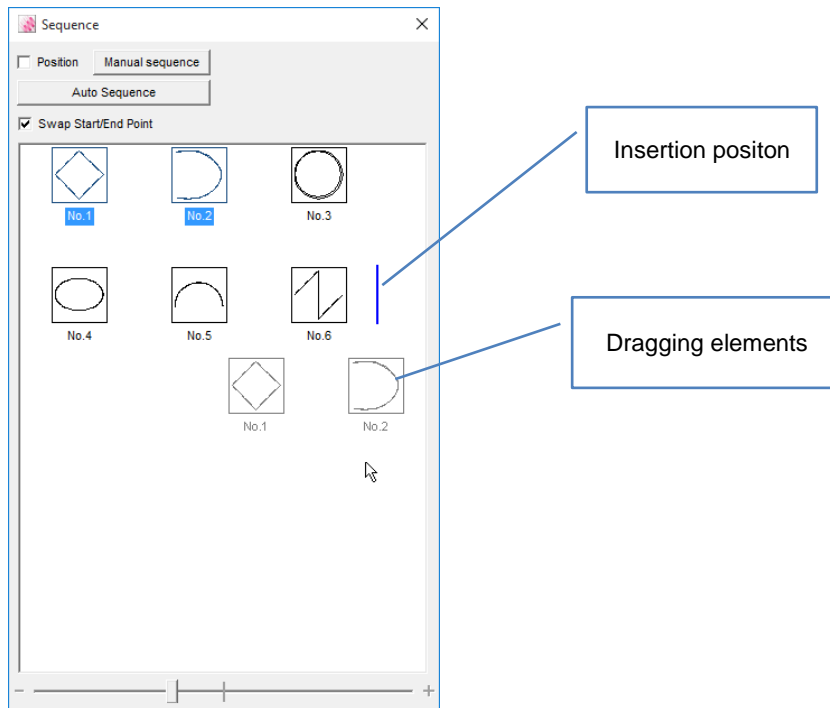 Sequence
Position Manual sequence
Auto Sequence
Swap Start/End Point
Insertion positon
No.1 No.2 No.3
Dragging elements
No.4 No.5 No.6
No.1 No.2